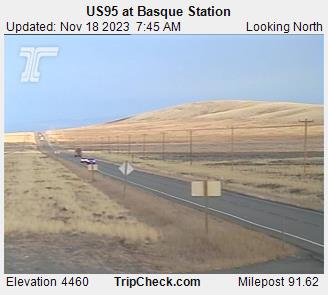 US95 at Basque Station
Updated: Nov 18 2023 7:45 AM Looking North
Elevation 4460 TripCheck.com Milepost 91.62